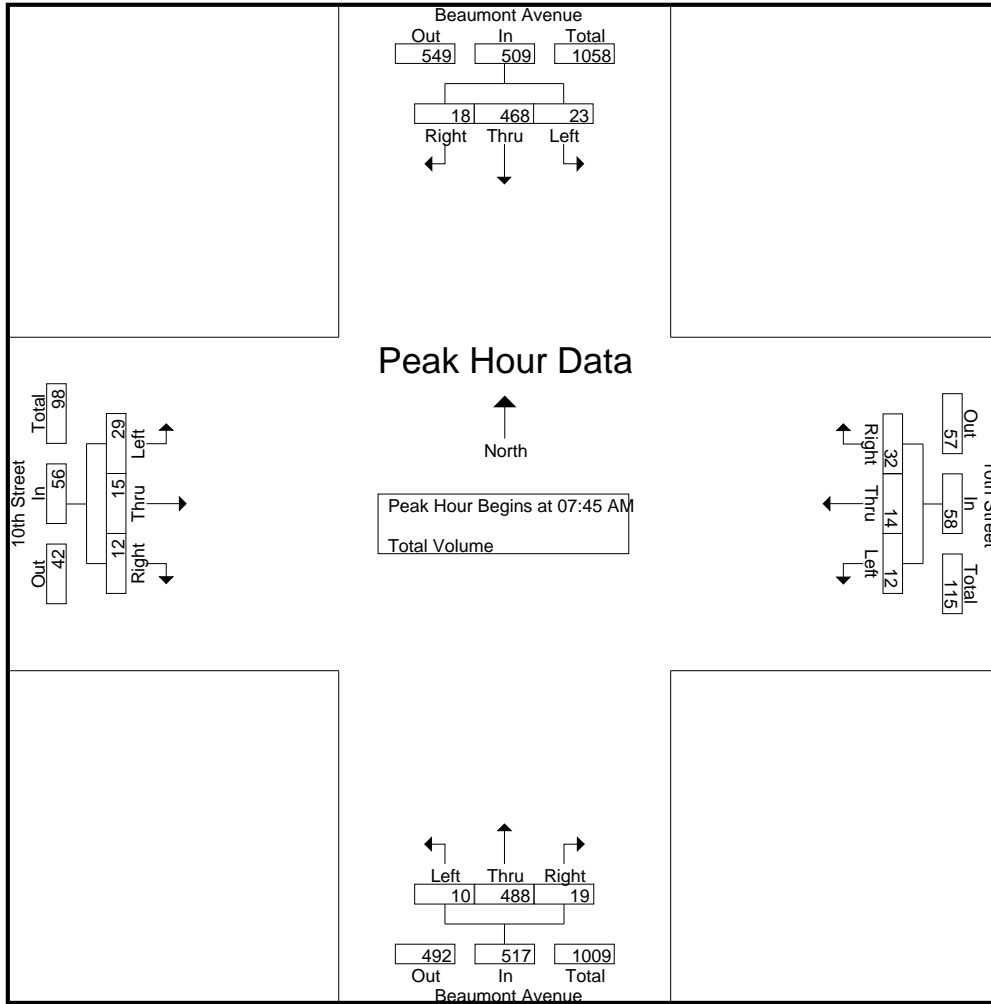 Beaumont Avenue
Out In Total
549 509 1058
18 468 23
Right Thru Left
Peak Hour Data
North
Peak Hour Begins at 07:45 AM
Total Volume
10th Street
Total In Out
98 56 42
29 15 12
Left Thru Right
Right Thru Left
32 14 12
Out In Total
57 58 115
10th Street
Left Thru Right
10 488 19
492 517 1009
Out In Total
Beaumont Avenue